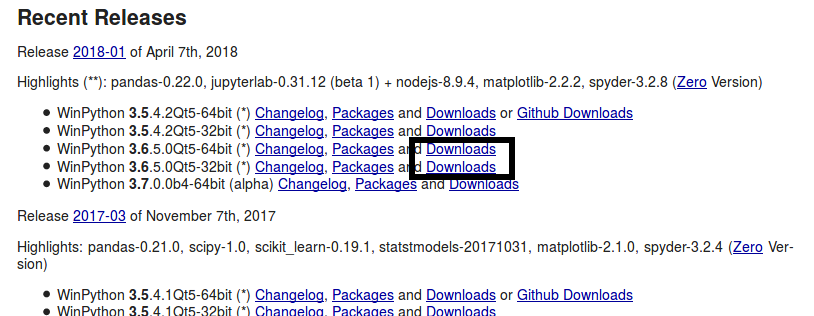 Recent Releases
Release 2018-01 of April 7th, 2018
Highlights (**): pandas-0.22.0, jupyterlab-0.31.12 (beta 1) + nodejs-8.9.4, matplotlib-2.2.2, spyder-3.2.8 (Zero Version)
• WinPython 3.5.4.2Qt5-64bit (*) Changelog, Packages and Downloads or Github Downloads
• WinPython 3.5.4.2Qt5-32bit (*) Changelog, Packages and Downloads
• WinPython 3.6.5.0Qt5-64bit (*) Changelog, Packages and Downloads
• WinPython 3.6.5.0Qt5-32bit (*) Changelog, Packages and Downloads
• WinPython 3.7.0.0b4-64bit (alpha) Changelog, Packages and Downloads
Release 2017-03 of November 7th, 2017
Highlights: pandas-0.21.0, scipy-1.0, scikit_learn-0.19.1, statstmodels-20171031, matplotlib-2.1.0, spyder-3.2.4 (Zero Ver-
sion)
• WinPython 3.5.4.1Qt5-64bit (*) Changelog, Packages and Downloads or Github Downloads
• WinPython 3.5.4.1Qt5-32bit (*) Changelog, Packages and Downloads